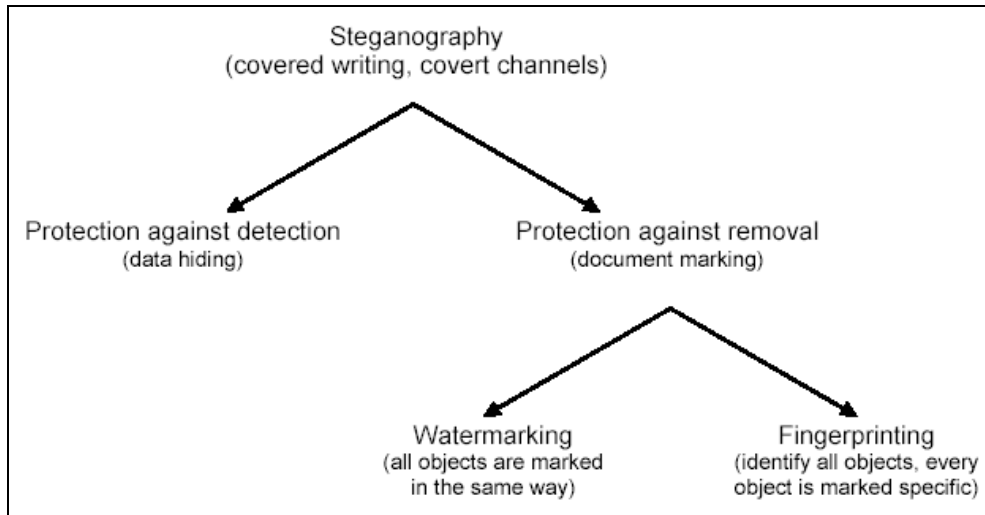 Steganography
(covered writing, covert channels)
Protection against detection
(data hiding)
Protection against removal
(document marking)
Watermarking
(all objects are marked
in the same way)
Fingerprinting
(identify all objects, every
object is marked specific)